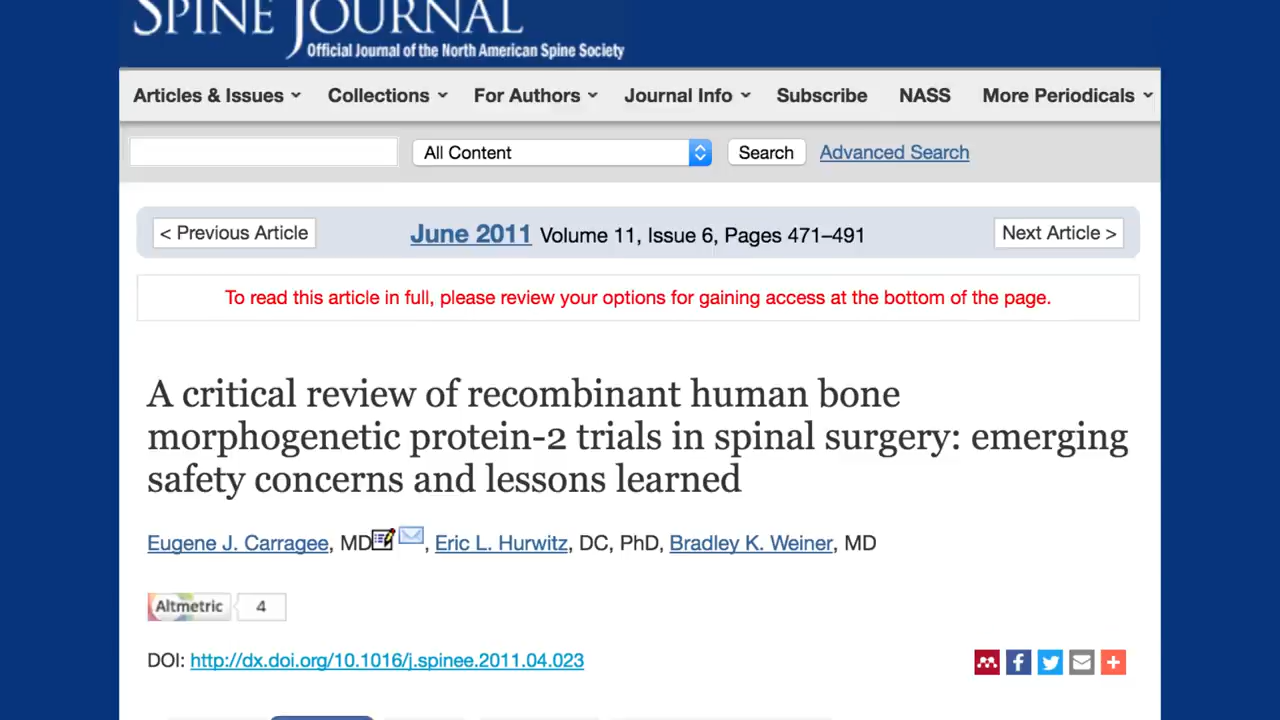 SPINE JOURNAL
Official Journal of the North American Spine Society
Articles & Issues Collections For Authors Journal Info Subscribe NASS More Periodicals
All Content Search Advanced Search
< Previous Article June 2011 Volume 11, Issue 6, Pages 471–491 Next Article >
To read this article in full, please review your options for gaining access at the bottom of the page.
A critical review of recombinant human bone
morphogenetic protein-2 trials in spinal surgery: emerging
safety concerns and lessons learned
Eugene J. Carragee, MD, Eric L. Hurwitz, DC, PhD, Bradley K. Weiner, MD
Altmetric 4
DOI: http://dx.doi.org/10.1016/j.spinee.2011.04.023